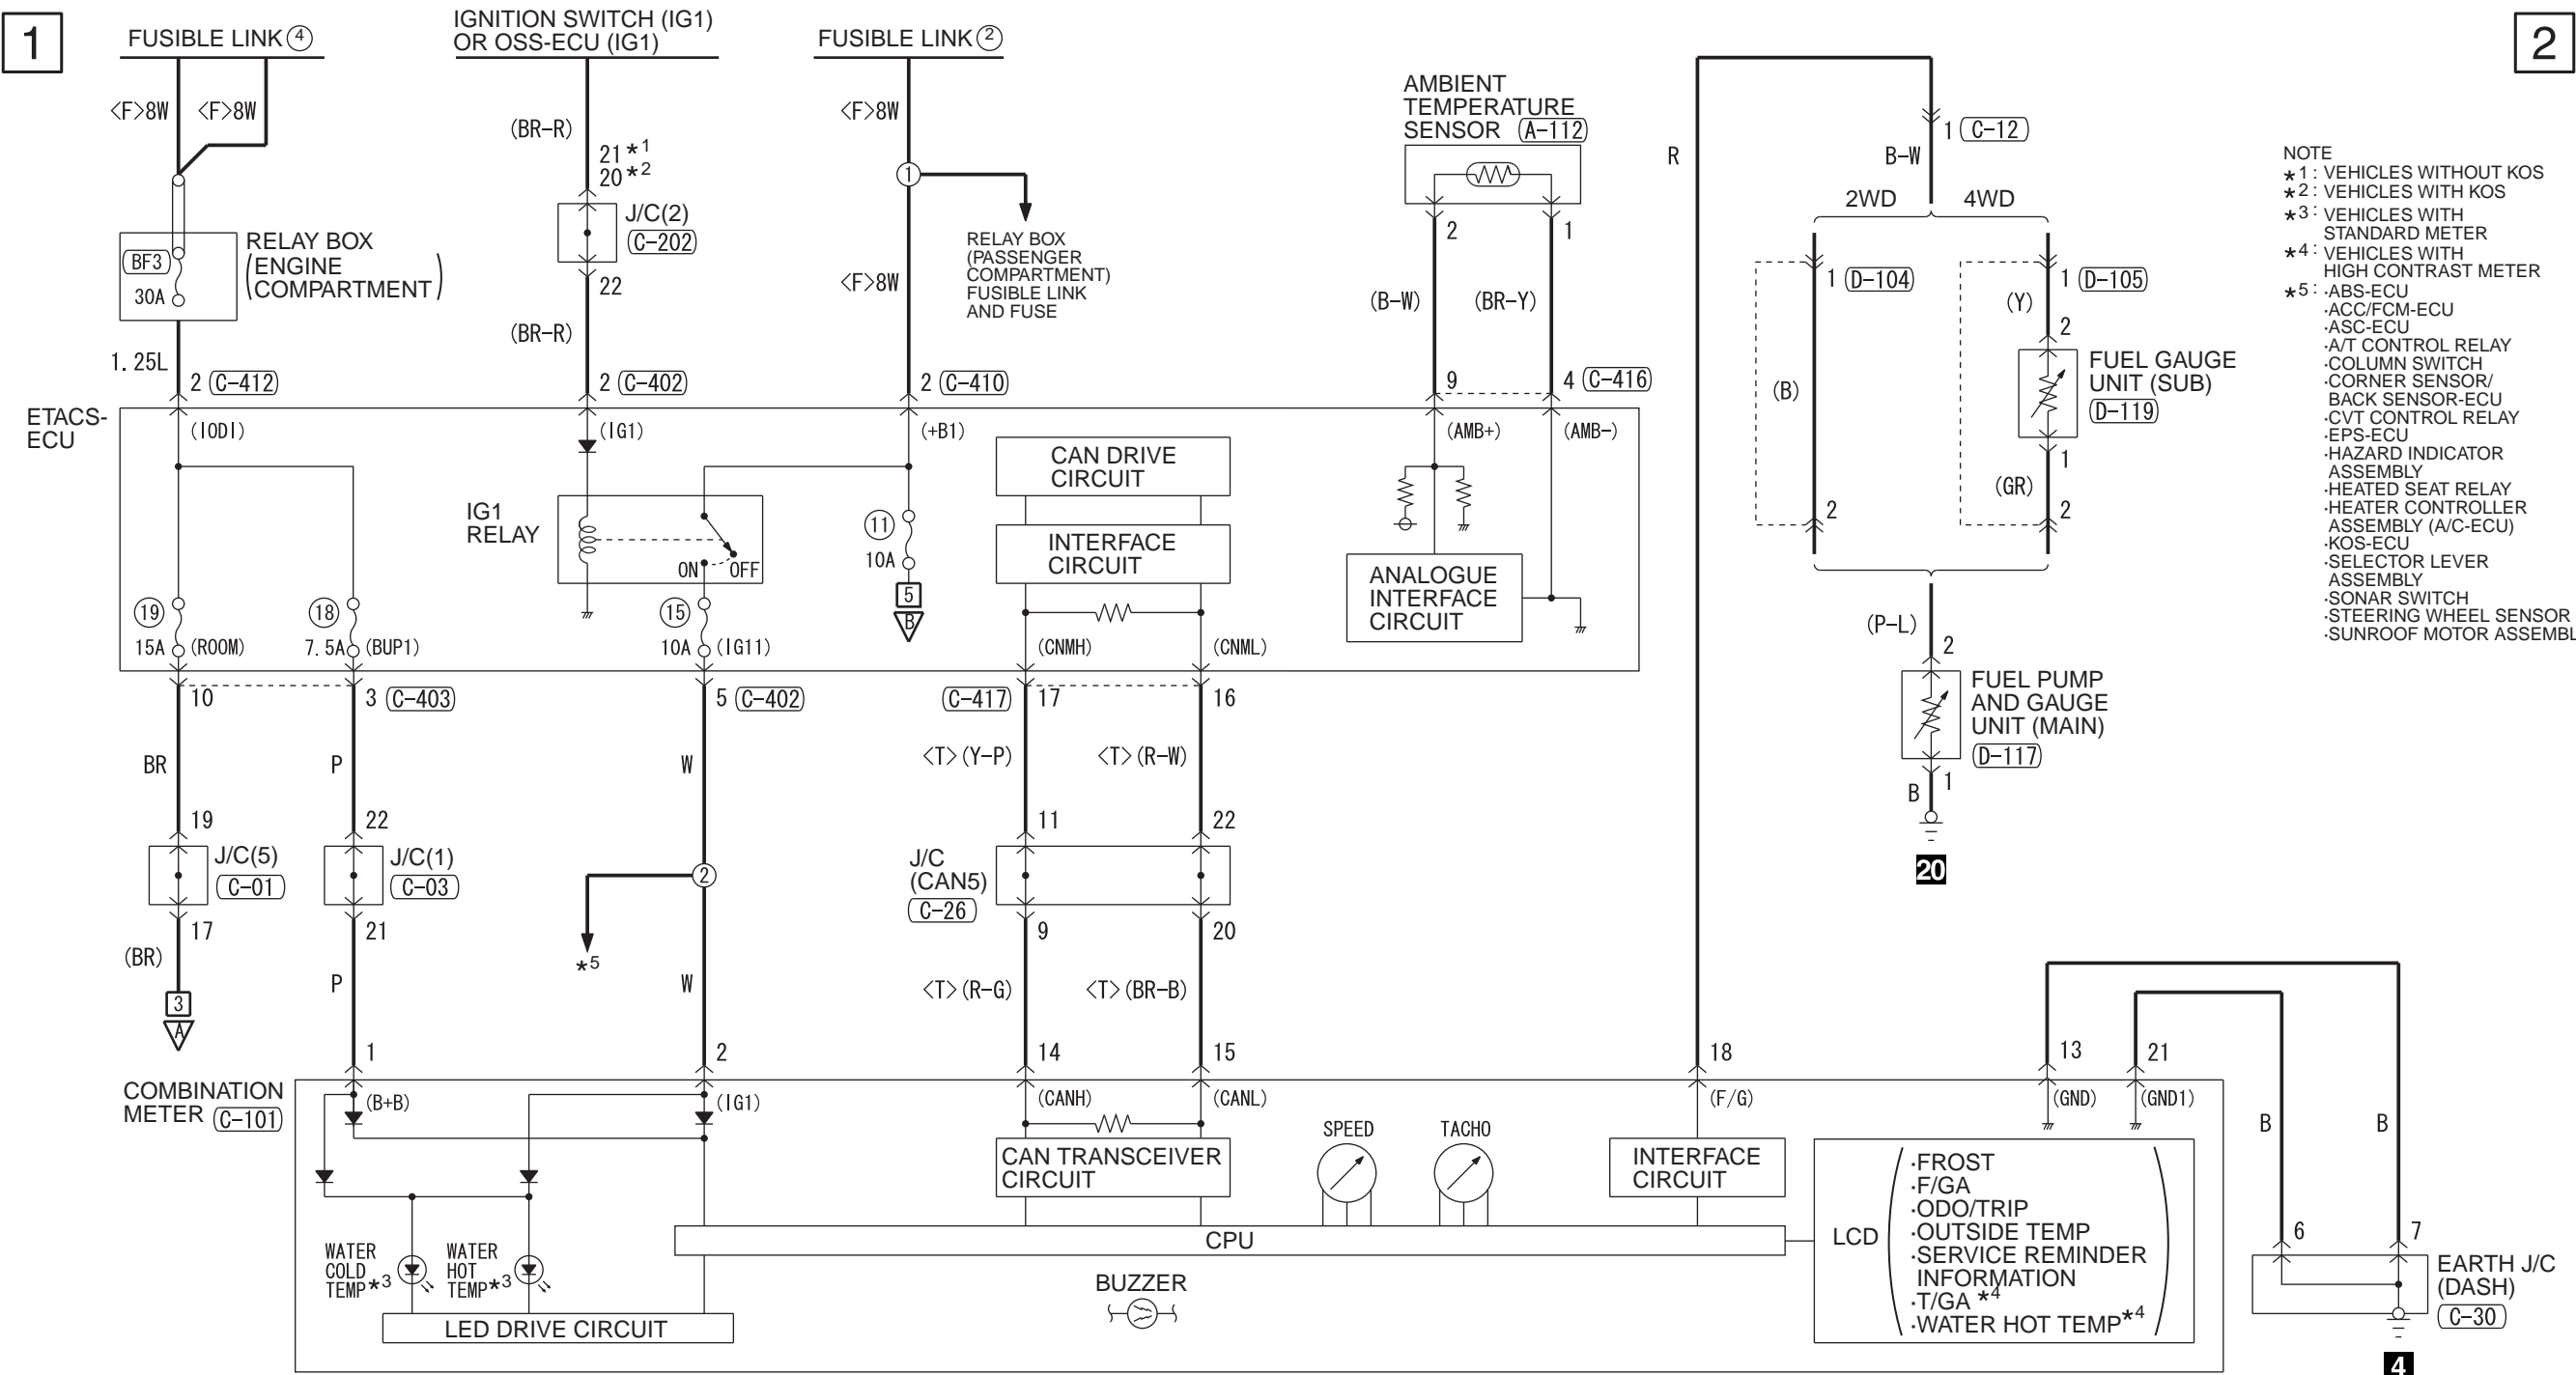 1
FUSIBLE LINK ④
IGNITION SWITCH (IG1)
OR OSS-ECU (IG1)
FUSIBLE LINK ②
2
<F>8W
<F>8W
(BR-R)
21 *1
20 *2
<F>8W
1
RELAY BOX
(PASSENGER
COMPARTMENT)
FUSIBLE LINK
AND FUSE
<F>8W
J/C(2)
C-202
22
(BR-R)
BF3
30A
RELAY BOX
(ENGINE
COMPARTMENT)
1.25L
2 C-412
2 C-402
2 C-410
AMBIENT
TEMPERATURE
SENSOR A-112
2
1
(B-W)
(BR-Y)
9
4 C-416
R
1 C-12
B-W
2WD
4WD
1 D-104
1 D-105
(B)
(Y)
2
FUEL GAUGE
UNIT (SUB)
D-119
1
(GR)
2
2
(P-L)
2
FUEL PUMP
AND GAUGE
UNIT (MAIN)
D-117
1
B
20
NOTE
*1 : VEHICLES WITHOUT KOS
*2 : VEHICLES WITH KOS
*3 : VEHICLES WITH
STANDARD METER
*4 : VEHICLES WITH
HIGH CONTRAST METER
*5 : ·ABS-ECU
·ACC/FCM-ECU
·ASC-ECU
·A/T CONTROL RELAY
·COLUMN SWITCH
·CORNER SENSOR/
BACK SENSOR-ECU
·CVT CONTROL RELAY
·EPS-ECU
·HAZARD INDICATOR
ASSEMBLY
·HEATED SEAT RELAY
·HEATER CONTROLLER
ASSEMBLY (A/C-ECU)
·KOS-ECU
·SELECTOR LEVER
ASSEMBLY
·SONAR SWITCH
·STEERING WHEEL SENSOR
·SUNROOF MOTOR ASSEMBL
ETACS-
ECU
(IODI)
(IG1)
(+B1)
(AMB+)
(AMB-)
IG1
RELAY
ON
OFF
11
10A
5
B
CAN DRIVE
CIRCUIT
INTERFACE
CIRCUIT
ANALOGUE
INTERFACE
CIRCUIT
19
15A
(ROOM)
18
7.5A
(BUP1)
15
10A
(IG11)
(CNMH)
(CNML)
10
3 C-403
5 C-402
C-417 17
16
BR
P
W
<T>(Y-P)
<T>(R-W)
19
22
11
22
J/C(5)
C-01
J/C(1)
C-03
2
*5
J/C
(CAN5)
C-26
17
21
9
20
(BR)
P
W
<T>(R-G)
<T>(BR-B)
3
A
1
2
14
15
18
13
21
COMBINATION
METER C-101
(B+B)
(IG1)
(CANH)
(CANL)
(F/G)
(GND)
(GND1)
B
B
CAN TRANSCEIVER
CIRCUIT
SPEED
TACHO
INTERFACE
CIRCUIT
CPU
LCD
·FROST
·F/GA
·ODO/TRIP
·OUTSIDE TEMP
·SERVICE REMINDER
INFORMATION
·T/GA *4
·WATER HOT TEMP*4
WATER
COLD
TEMP*3
WATER
HOT
TEMP*3
LED DRIVE CIRCUIT
BUZZER
6
7
EARTH J/C
(DASH)
C-30
4